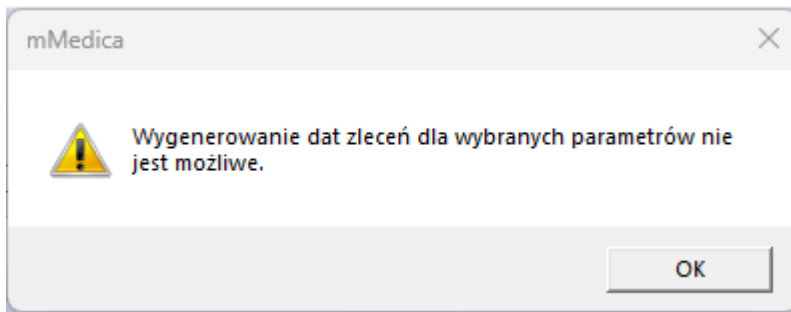 mMedica
Wygenerowanie dat zleceń dla wybranych parametrów nie
jest możliwe.
OK